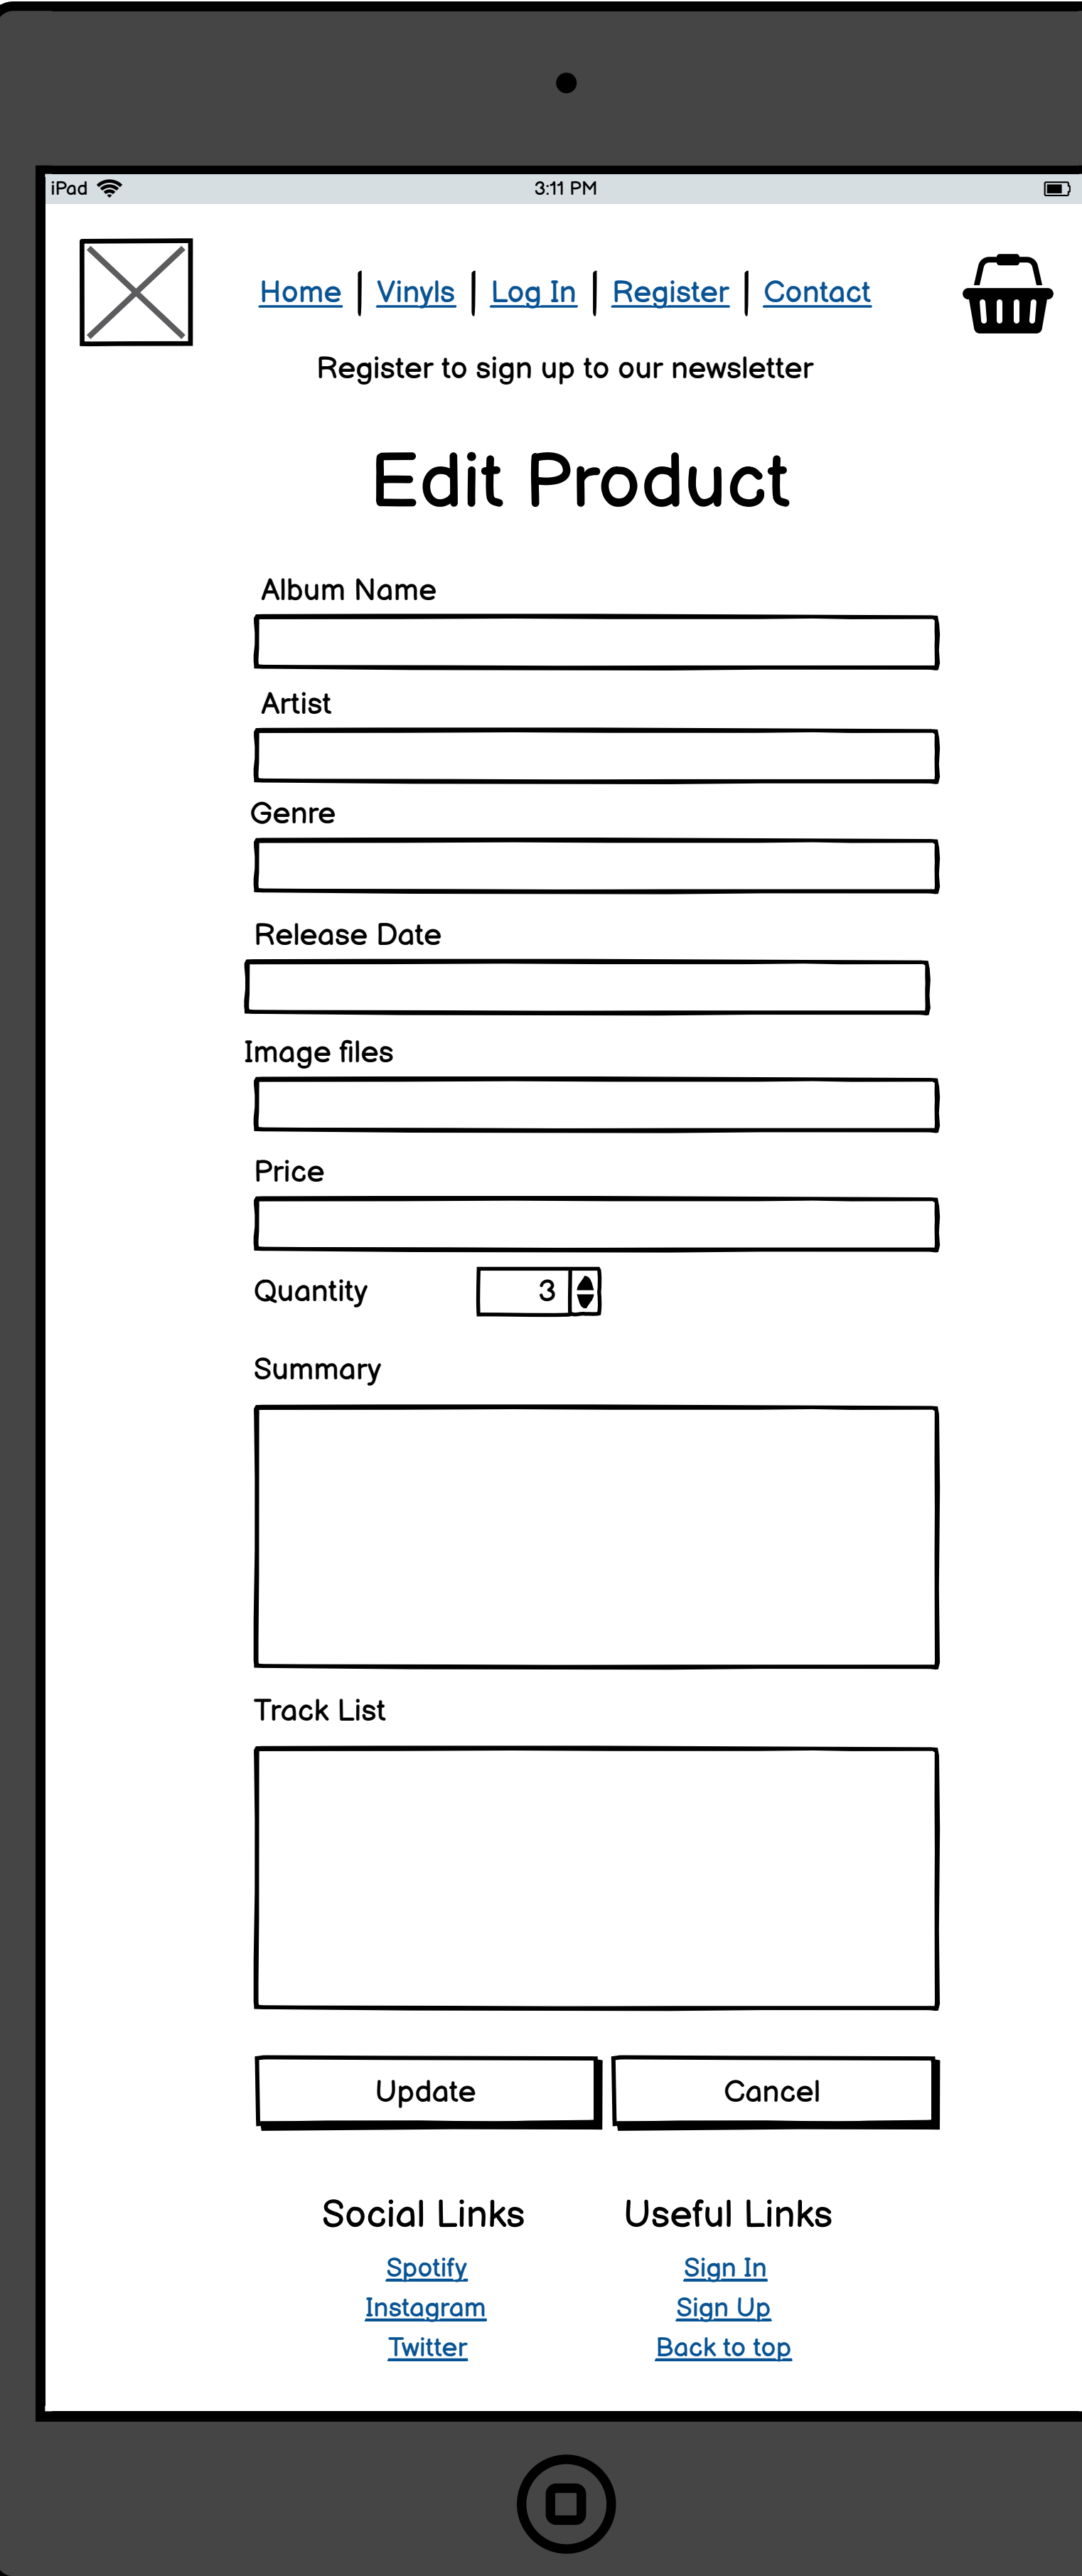 iPad 3:11 PM
Home Vinyls Log In Register Contact
Register to sign up to our newsletter
Edit Product
Album Name
Artist
Genre
Release Date
Image files
Price
Quantity 3
Summary
Track List
Update Cancel
Social Links Useful Links
Spotify Sign In
Instagram Sign Up
Twitter Back to top